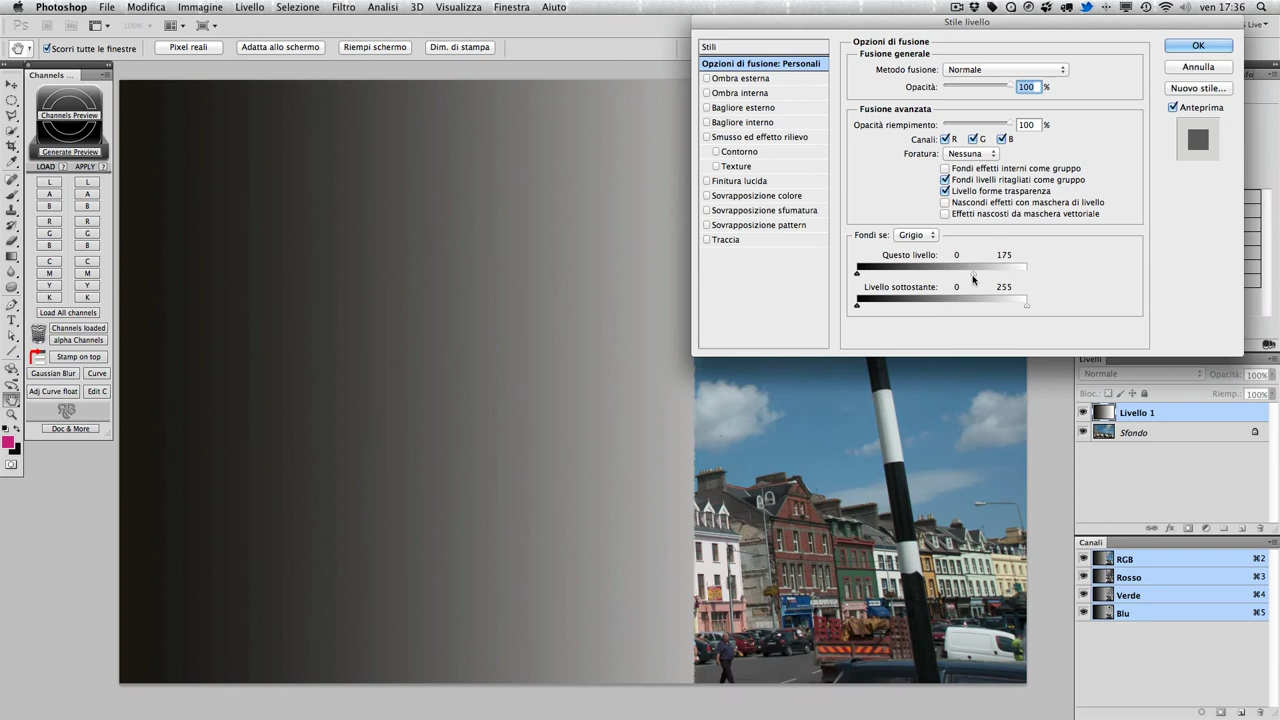 Photoshop File Modifica Immagine Livello Selezione Filtro Analisi 3D Visualizza Finestra Aiuto
ven 17:36
Scorri tutte le finestre
Pixel reali
Adatta allo schermo
Riempi schermo
Dim. di stampa
Stile livello
Stili
Opzioni di fusione: Personali
Ombra esterna
Ombra interna
Bagliore esterno
Bagliore interno
Smusso ed effetto rilievo
Contorno
Texture
Finitura lucida
Sovrapposizione colore
Sovrapposizione sfumatura
Sovrapposizione pattern
Traccia
Opzioni di fusione
Fusione generale
Metodo fusione: Normale
Opacità: 100 %
Fusione avanzata
Opacità riempimento: 100 %
Canali: R G B
Foratura: Nessuna
Fondi effetti interni come gruppo
Fondi livelli ritagliati come gruppo
Livello forme trasparenza
Nascondi effetti con maschera di livello
Effetti nascosti da maschera vettoriale
Fondi se: Grigio
Questo livello: 0 175
Livello sottostante: 0 255
OK
Annulla
Nuovo stile...
Anteprima
Live
Channels ...
Channels Preview
Generate Preview
LOAD ? APPLY ?
L L
A A
B B
R R
G G
B B
C C
M M
Y Y
K K
Load All channels
Channels loaded
alpha Channels
Stamp on top
Gaussian Blur Curve
Adj Curve float Edit C
Doc & More
Livelli
Normale Opacità: 100%
Bloc.: Riemp.: 100%
Livello 1
Sfondo
Canali
RGB ⌘2
Rosso ⌘3
Verde ⌘4
Blu ⌘5